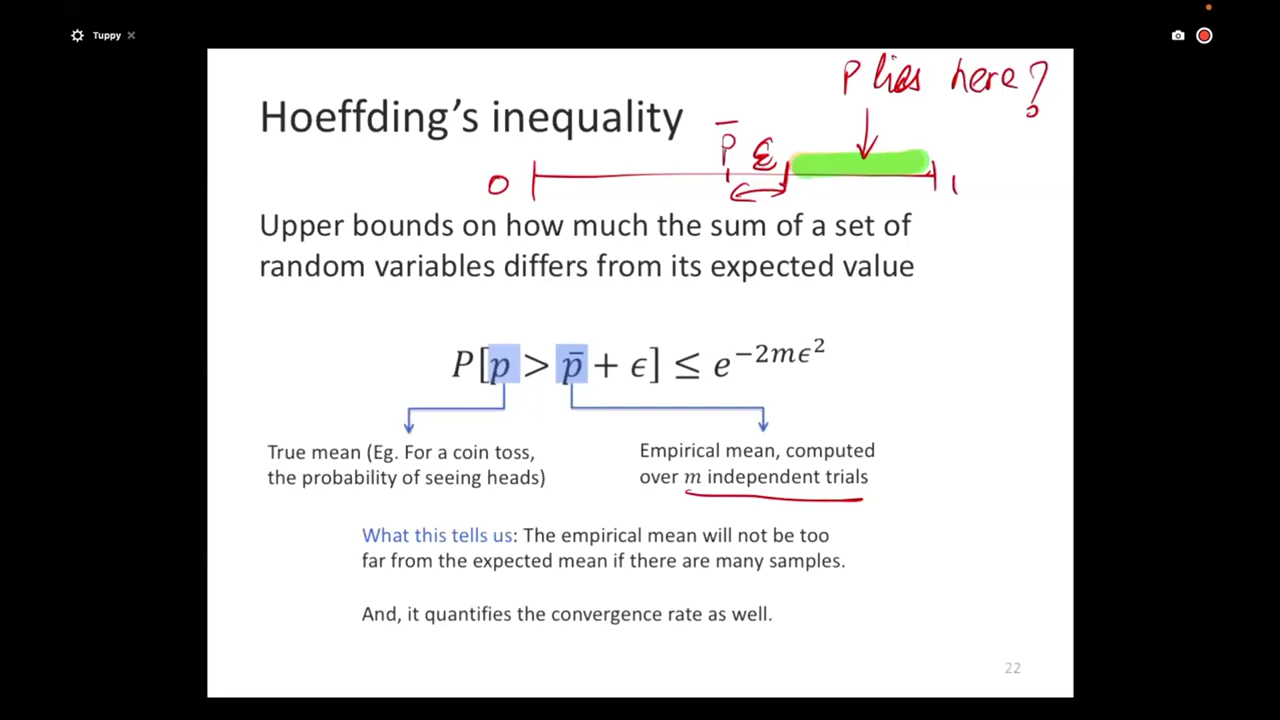 Tuppy ×
p lies here?
Hoeffding's inequality
p̄ ε
0 1
Upper bounds on how much the sum of a set of
random variables differs from its expected value
P[p > p̄ + ϵ] ≤ e^{−2mϵ²}
True mean (Eg. For a coin toss,
the probability of seeing heads)
Empirical mean, computed
over m independent trials
What this tells us: The empirical mean will not be too
far from the expected mean if there are many samples.
And, it quantifies the convergence rate as well.
22